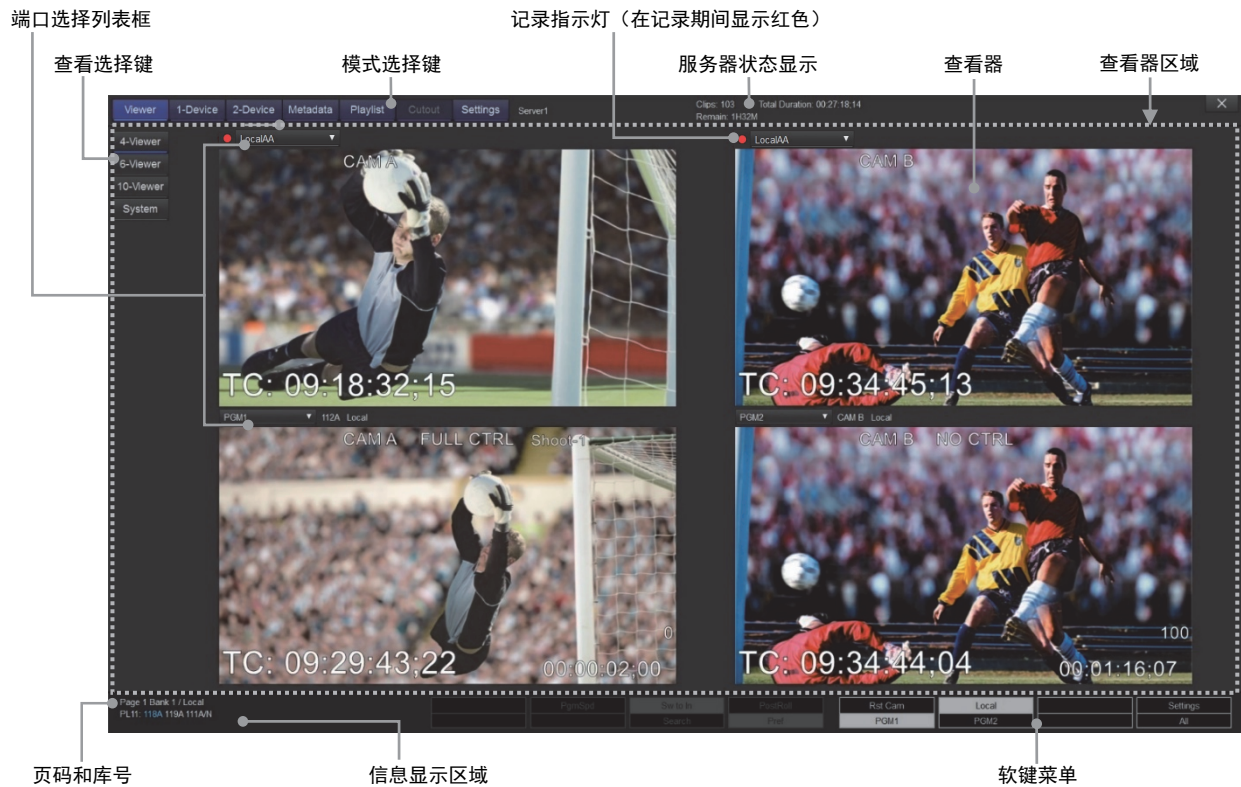 端口选择列表框
记录指示灯（在记录期间显示红色）
查看选择键
模式选择键
服务器状态显示
查看器
查看器区域
Viewer 1-Device 2-Device Metadata Playlist Cutout Settings Server1
Clips: 103 Total Duration: 00:27:18;14
Remain: 1H32M
4-Viewer
6-Viewer
10-Viewer
System
LocalAA
LocalAA
CAM A
CAM B
TC: 09:18:32;15
TC: 09:34:45;13
PGM1 112A Local
PGM2 CAM B Local
CAM A FULL CTRL Shoot-1
CAM B NO CTRL
0
100
TC: 09:29:43;22 00:00:02;00
TC: 09:34:44;04 00:01:16;07
Page 1 Bank 1 / Local
PL11: 118A 119A 111A/N
PgmSpd PostRoll Rst Cam Local Settings
Search Pref PGM1 PGM2 All
页码和库号
信息显示区域
软键菜单